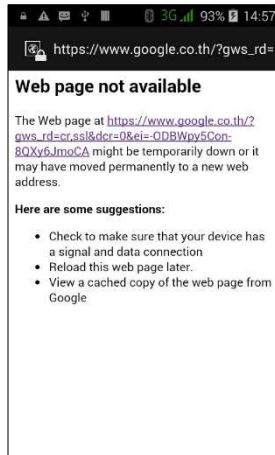 3G 93% 14:57
https://www.google.co.th/?gws_rd=
Web page not available
The Web page at https://www.google.co.th/?
gws_rd=cr,ssl&dcr=0&ei=-ODBWpy5Con-
8QXy6JmoCA might be temporarily down or it
may have moved permanently to a new web
address.
Here are some suggestions:
• Check to make sure that your device has
a signal and data connection
• Reload this web page later.
• View a cached copy of the web page from
Google